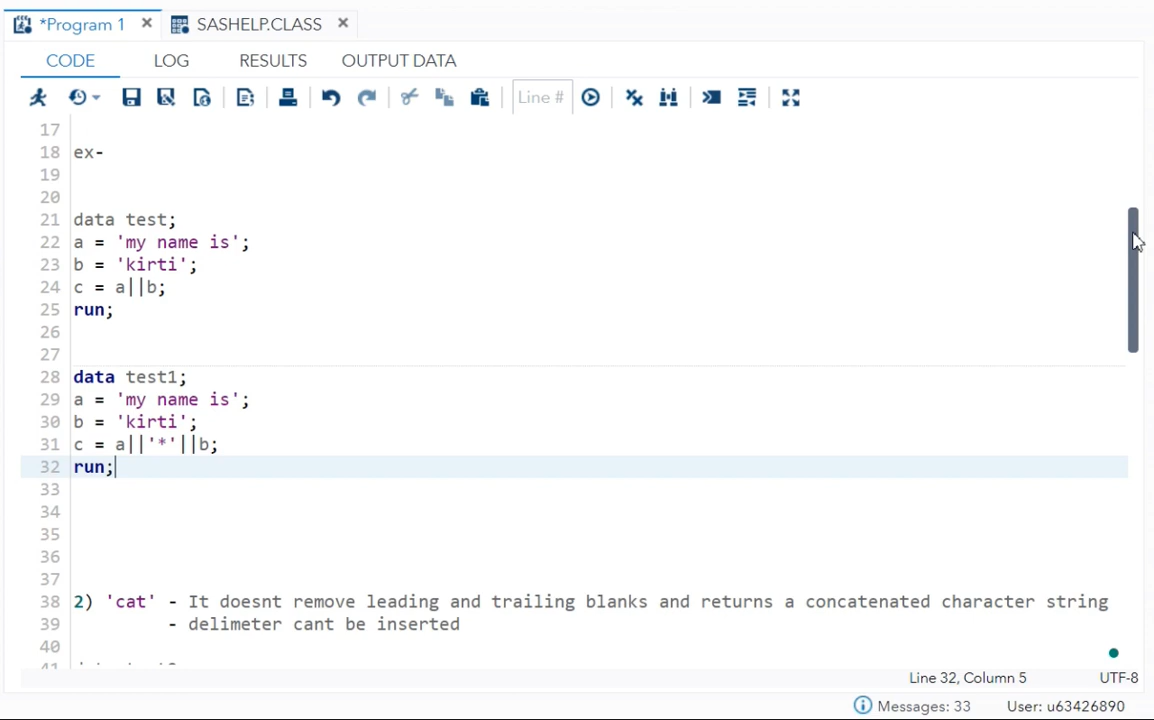 *Program 1 × SASHELP.CLASS ×
CODE LOG RESULTS OUTPUT DATA
Line #
17
18 ex-
19
20
21 data test;
22 a = 'my name is';
23 b = 'kirti';
24 c = a||b;
25 run;
26
27
28 data test1;
29 a = 'my name is';
30 b = 'kirti';
31 c = a||'*'||b;
32 run;
33
34
35
36
37
38 2) 'cat' - It doesnt remove leading and trailing blanks and returns a concatenated character string
39 - delimeter cant be inserted
40
Line 32, Column 5 UTF-8
Messages: 33 User: u63426890